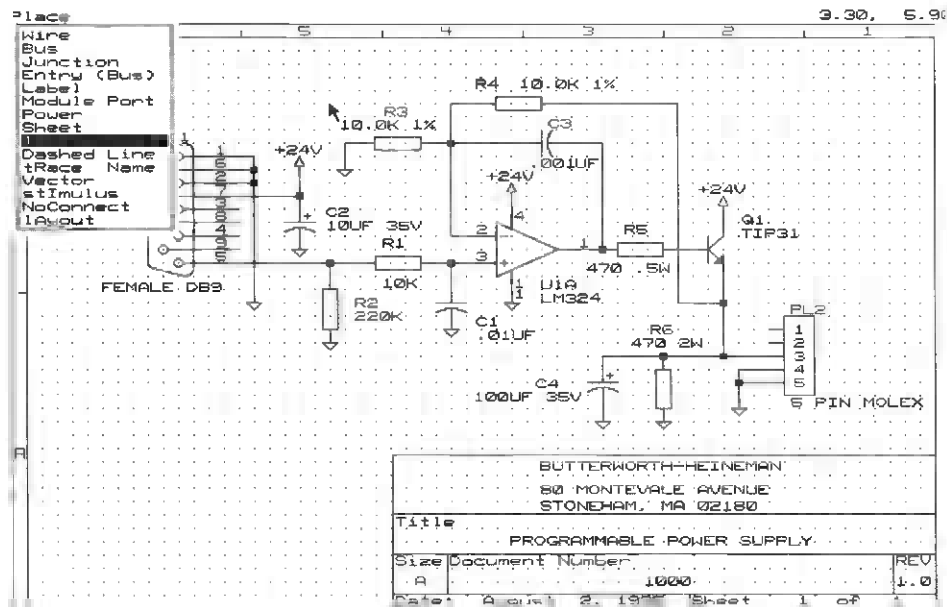 Place
3.30, 5.90
Wire
Bus
Junction
Entry (Bus)
Label
Module Port
Power
Sheet
Dashed Line
tRace Name
Vector
stImulus
NoConnect
lAyout
5
4
3
2
1
R4 10.0K 1%
R3
10.0K 1%
C3
.001UF
+24V
+24V
+24V
4
2
3
1
C2
10UF 35V
R1
10K
R5
470 .5W
Q1
TIP31
U1A
LM324
FEMALE DB9
R2
220K
C1
.01UF
PL2
1
2
3
4
5
R6
470 2W
C4
100UF 35V
5 PIN MOLEX
A
BUTTERWORTH-HEINEMAN
80 MONTEVALE AVENUE
STONEHAM, MA 02180
Title
PROGRAMMABLE POWER SUPPLY
Size
Document Number
REV
A
1000
1.0
Date:
2,
Sheet
1 of